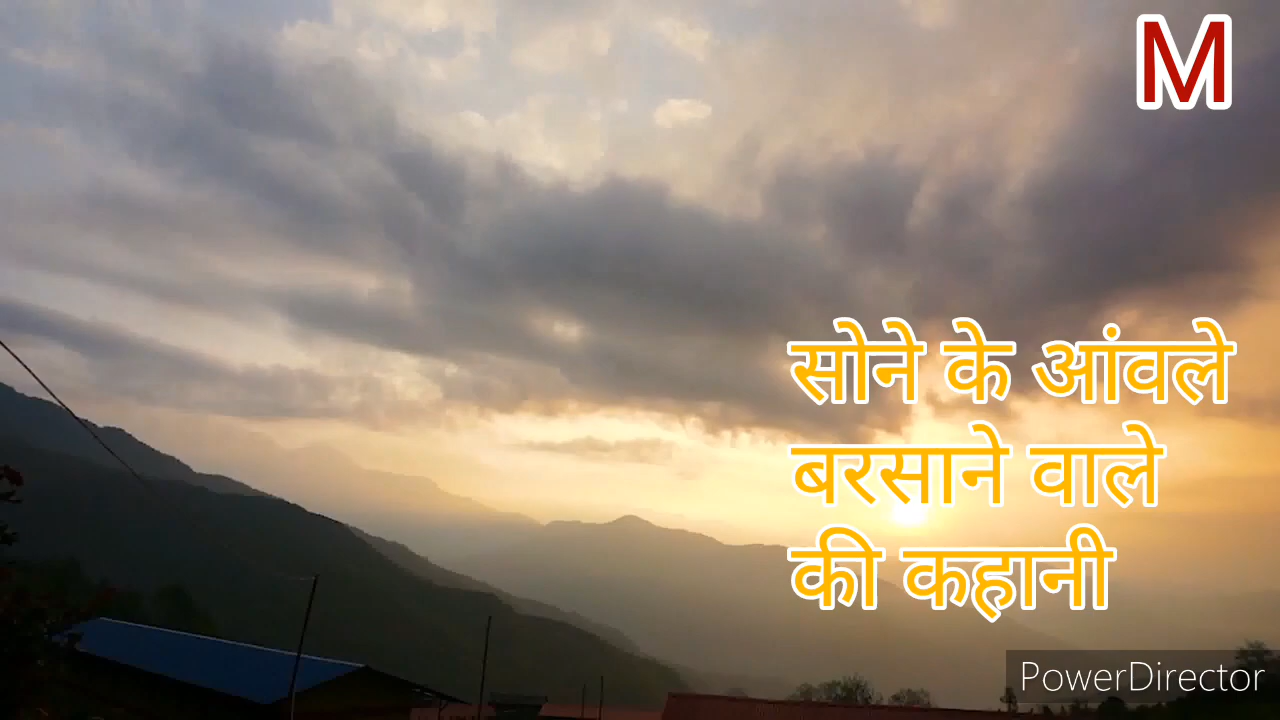 M
सोने के आंवले
बरसाने वाले
की कहानी
PowerDirector